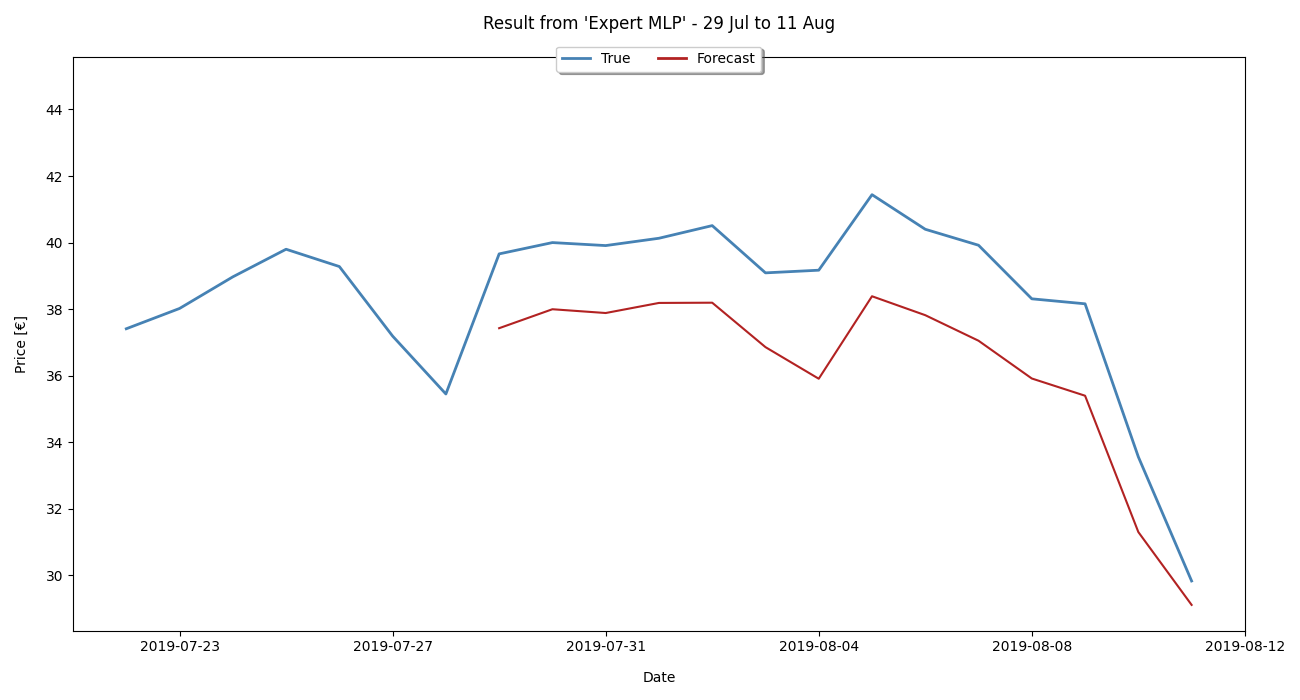 Result from 'Expert MLP' - 29 Jul to 11 Aug
True Forecast
44
42
40
38
36
34
32
30
Price [€]
2019-07-23 2019-07-27 2019-07-31 2019-08-04 2019-08-08 2019-08-12
Date